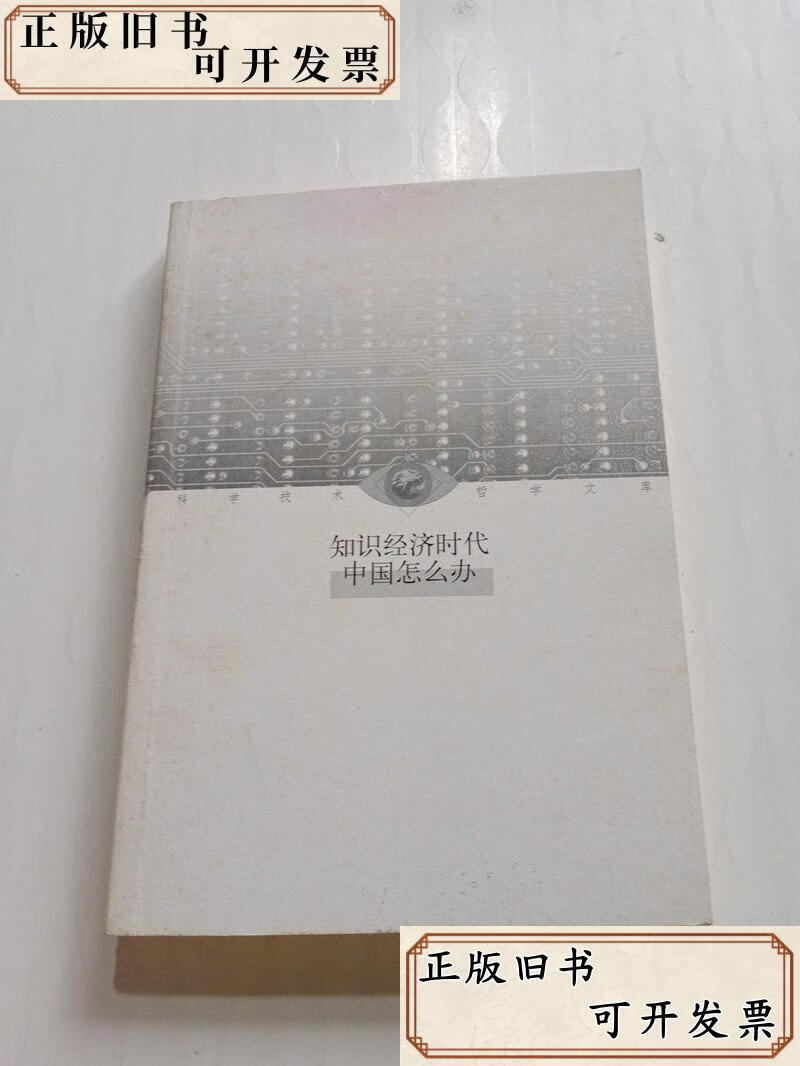 正版旧书
可开发票
科学技术哲学文库
知识经济时代
中国怎么办
正版旧书
可开发票